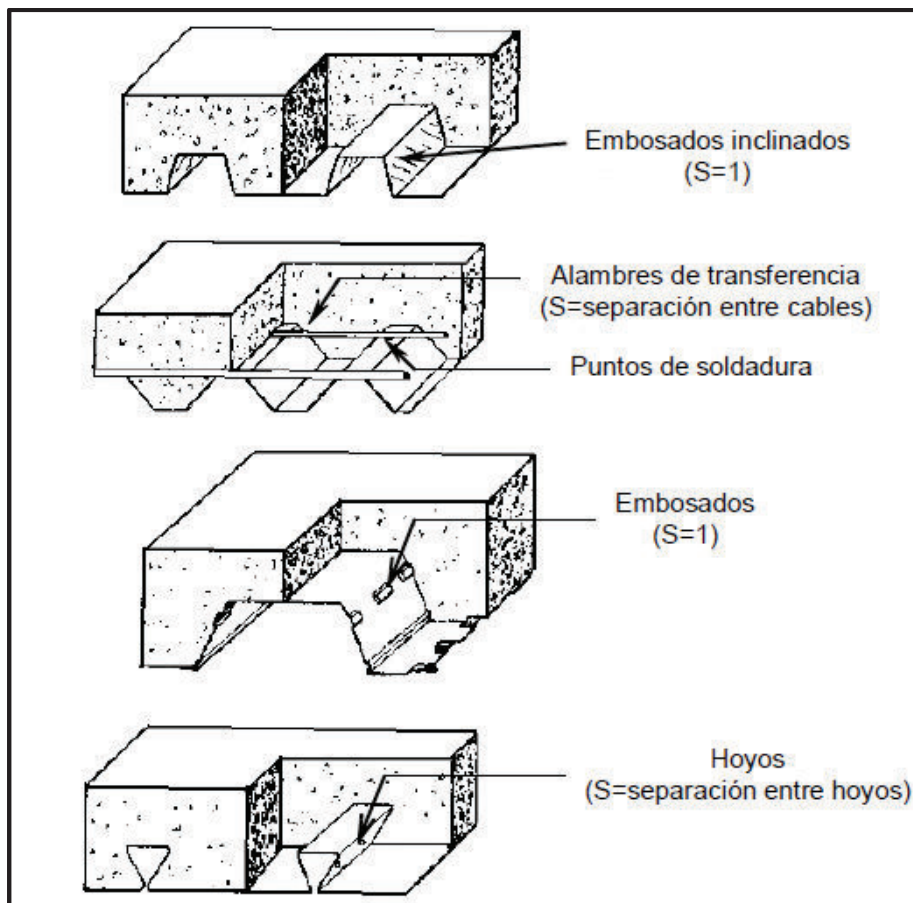 Embosados inclinados
(S=1)
Alambres de transferencia
(S=separación entre cables)
Puntos de soldadura
Embosados
(S=1)
Hoyos
(S=separación entre hoyos)